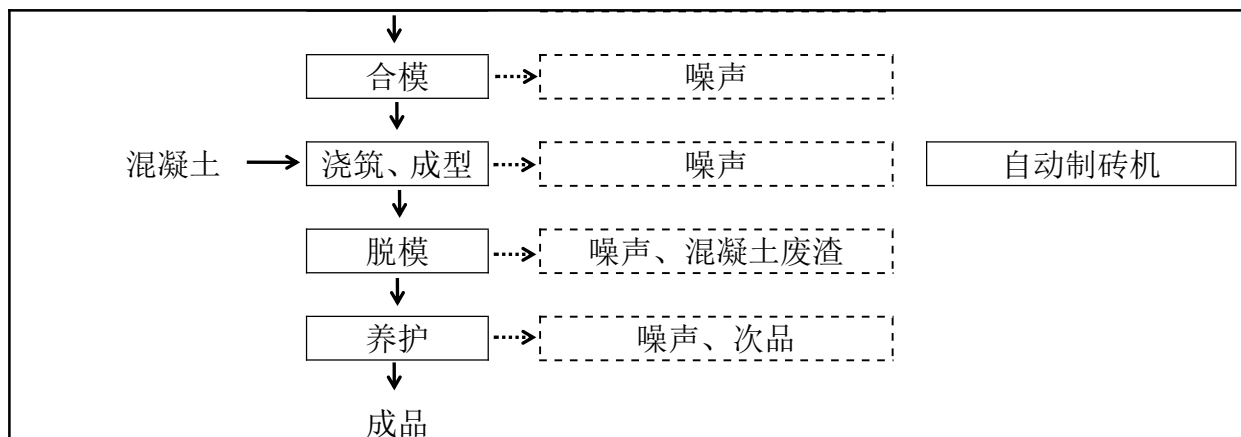 合模 噪声
混凝土 浇筑、成型 噪声 自动制砖机
脱模 噪声、混凝土废渣
养护 噪声、次品
成品